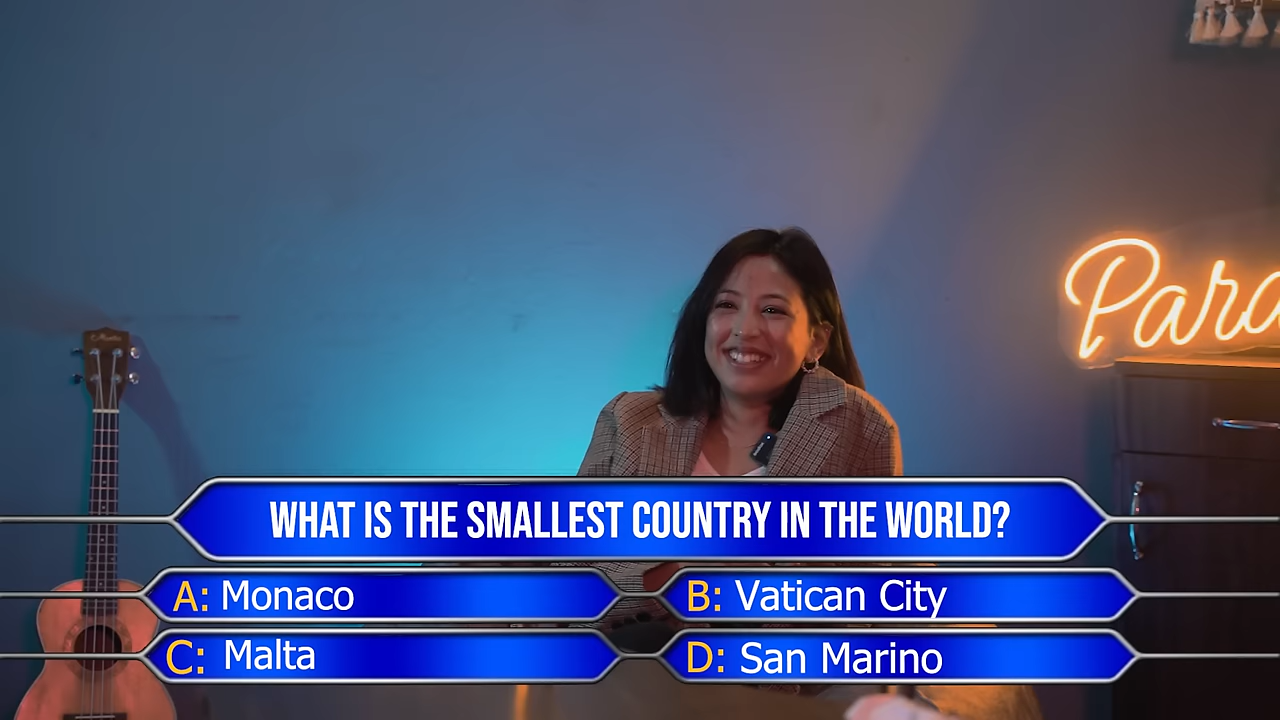 Para
WHAT IS THE SMALLEST COUNTRY IN THE WORLD?
A: Monaco
B: Vatican City
C: Malta
D: San Marino